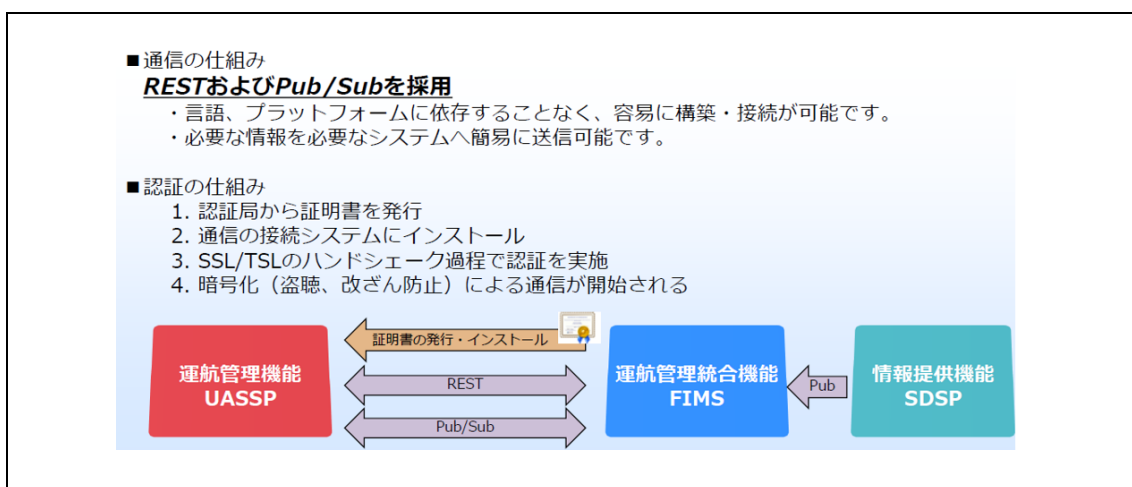 ■通信の仕組み
RESTおよびPub/Subを採用
・言語、プラットフォームに依存することなく、容易に構築・接続が可能です。
・必要な情報を必要なシステムへ簡易に送信可能です。
■認証の仕組み
1. 認証局から証明書を発行
2. 通信の接続システムにインストール
3. SSL/TSLのハンドシェーク過程で認証を実施
4. 暗号化（盗聴、改ざん防止）による通信が開始される
証明書の発行・インストール
運航管理機能
UASSP
REST
Pub/Sub
運航管理統合機能
FIMS
Pub
情報提供機能
SDSP